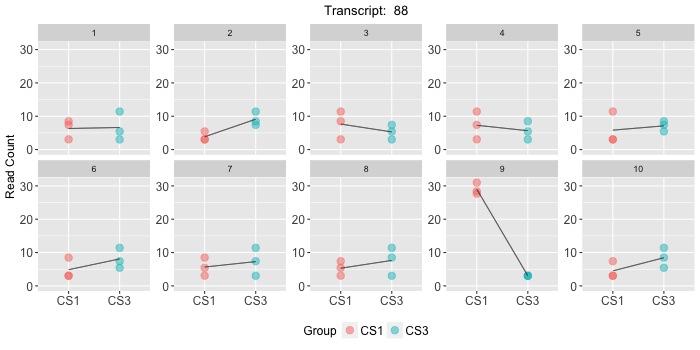 Transcript: 88
1 2 3 4 5
30
20
10
0
6 7 8 9 10
30
20
10
0
Read Count
CS1 CS3 CS1 CS3 CS1 CS3 CS1 CS3 CS1 CS3
Group CS1 CS3